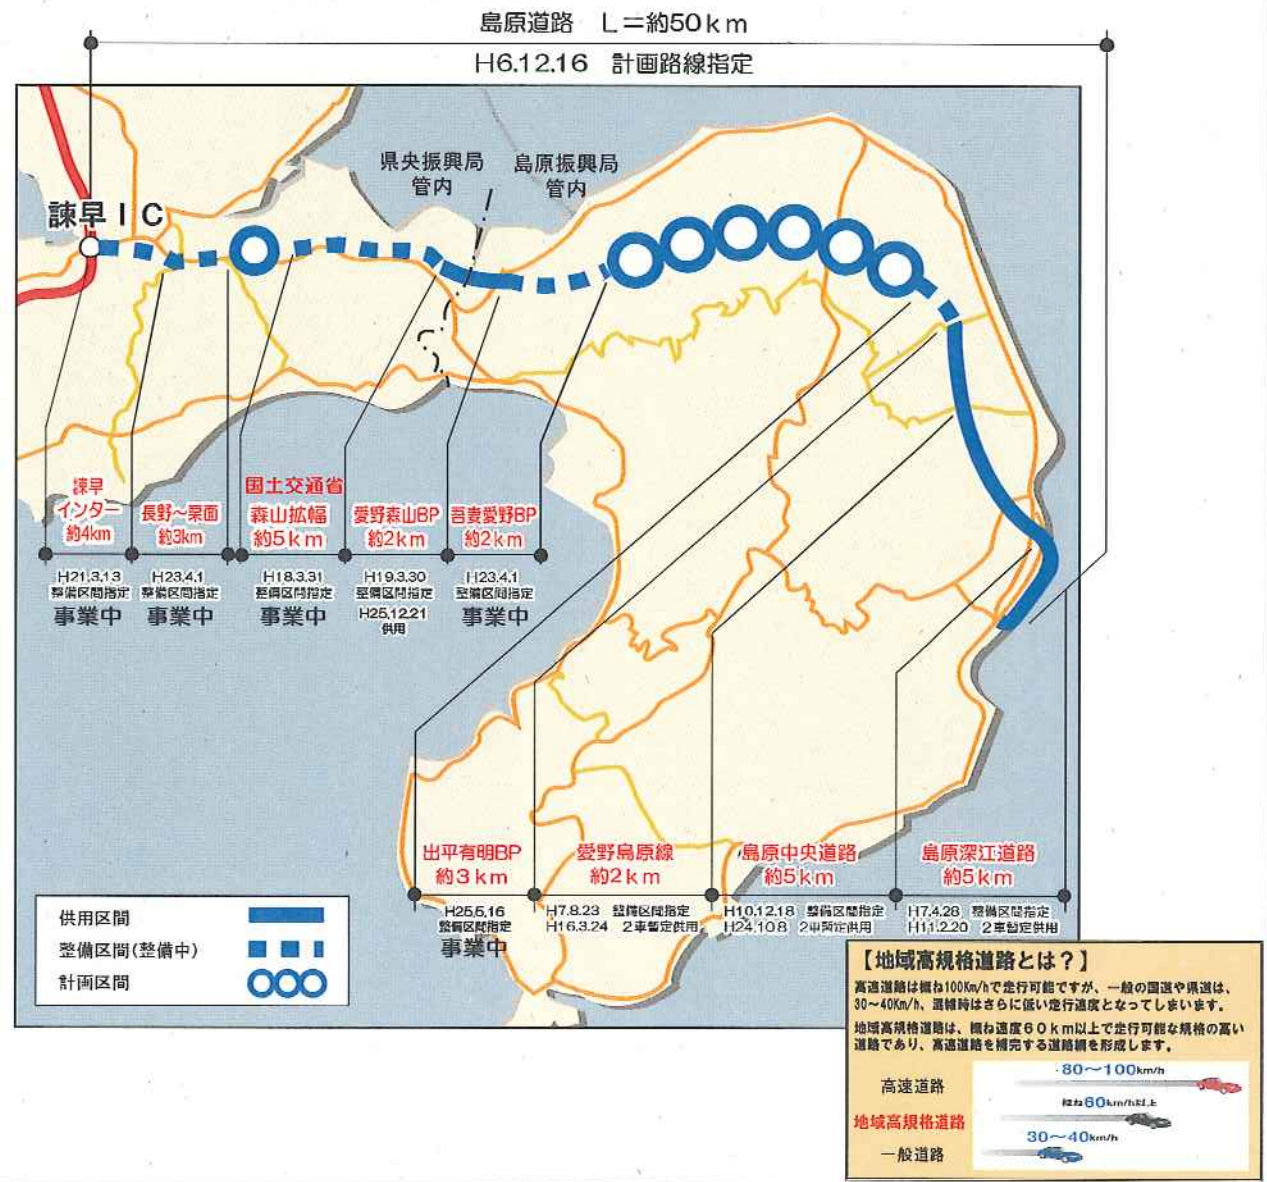 島原道路 L＝約50km
H6.12.16 計画路線指定
県央振興局
管内
島原振興局
管内
諫早IC
諫早
インター
約4km
H21.3.13
整備区間指定
事業中
長野～栗面
約3km
H23.4.1
整備区間指定
事業中
国土交通省
森山拡幅
約5km
H18.3.31
整備区間指定
事業中
愛野森山BP
約2km
H19.3.30
整備区間指定
H25.12.21
供用
吾妻愛野BP
約2km
H23.4.1
整備区間指定
事業中
出平有明BP
約3km
H25.5.16
整備区間指定
事業中
愛野島原線
約2km
H7.8.23 整備区間指定
H16.3.24 2車暫定供用
島原中央道路
約5km
H10.12.18 整備区間指定
H24.10.8 2車暫定供用
島原深江道路
約5km
H7.4.28 整備区間指定
H11.2.20 2車暫定供用
供用区間
整備区間(整備中)
計画区間
【地域高規格道路とは？】
高速道路は概ね100Km/hで走行可能ですが、一般の国道や県道は、
30～40Km/h、混雑時はさらに低い走行速度となってしまいます。
地域高規格道路は、概ね速度60km以上で走行可能な規格の高い
道路であり、高速道路を補完する道路網を形成します。
高速道路
80～100km/h
地域高規格道路
概ね60km/h以上
一般道路
30～40km/h